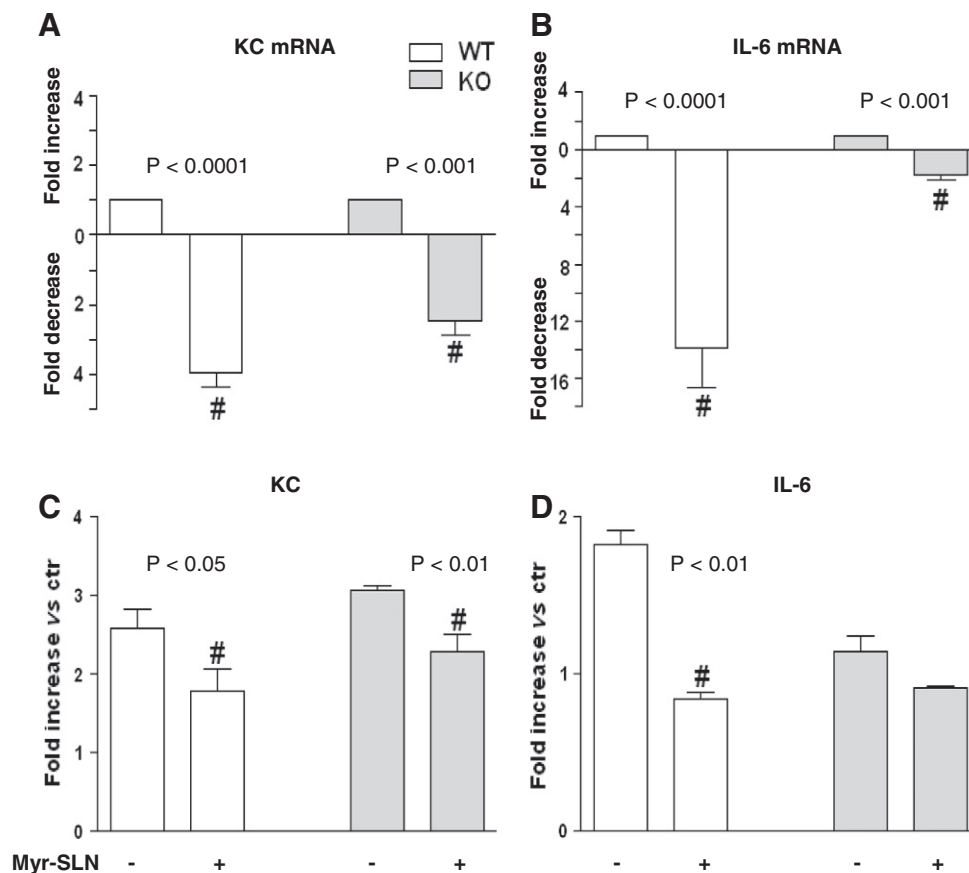 A
KC mRNA
WT
KO
Fold increase
Fold decrease
4
2
0
2
4
P < 0.0001
P < 0.001
#
#
B
IL-6 mRNA
Fold increase
Fold decrease
4
0
4
8
12
16
P < 0.0001
P < 0.001
#
#
C
KC
Fold increase vs ctr
4
3
2
1
0
P < 0.05
P < 0.01
#
#
D
IL-6
Fold increase vs ctr
2
1
0
P < 0.01
#
Myr-SLN - + - + - + - +